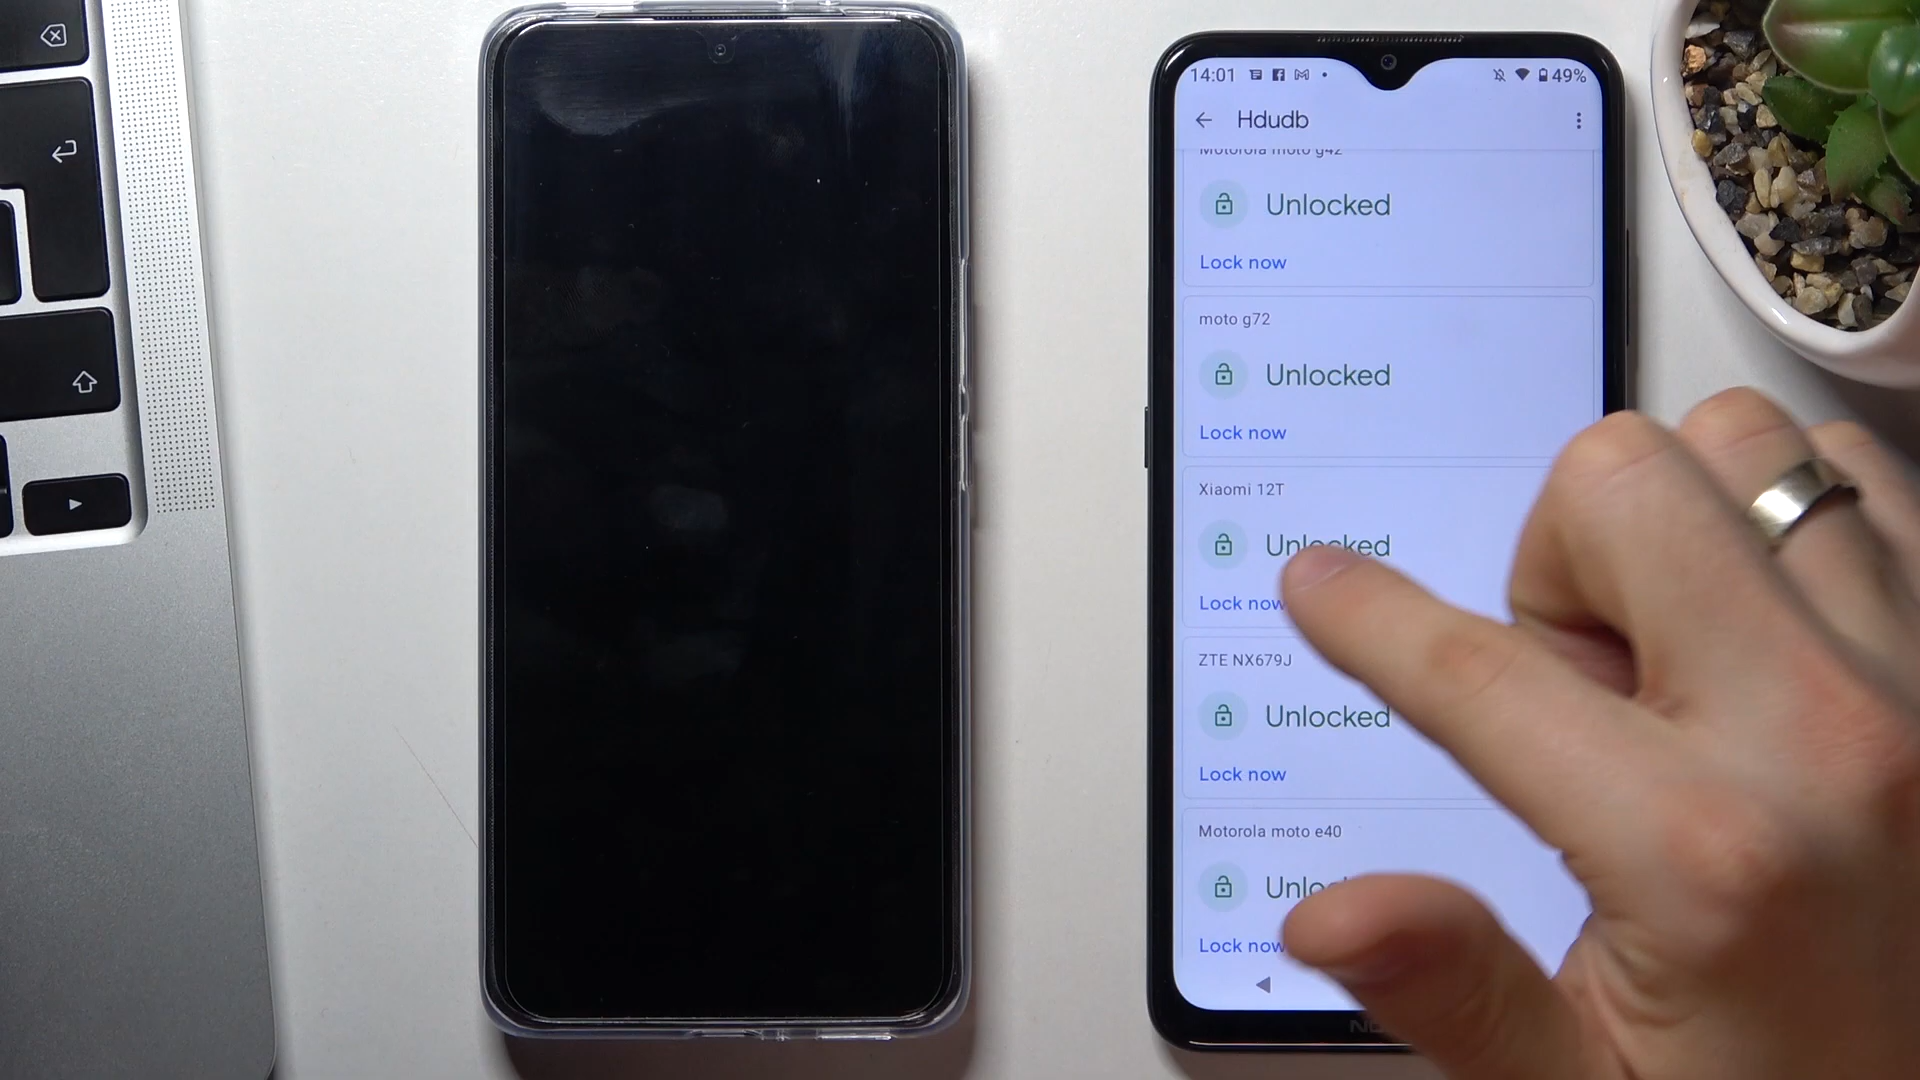 14:01
49%
Hdudb
Motorola moto g42
Unlocked
Lock now
moto g72
Unlocked
Lock now
Xiaomi 12T
Unlocked
Lock now
ZTE NX679J
Unlocked
Lock now
Motorola moto e40
Lock now